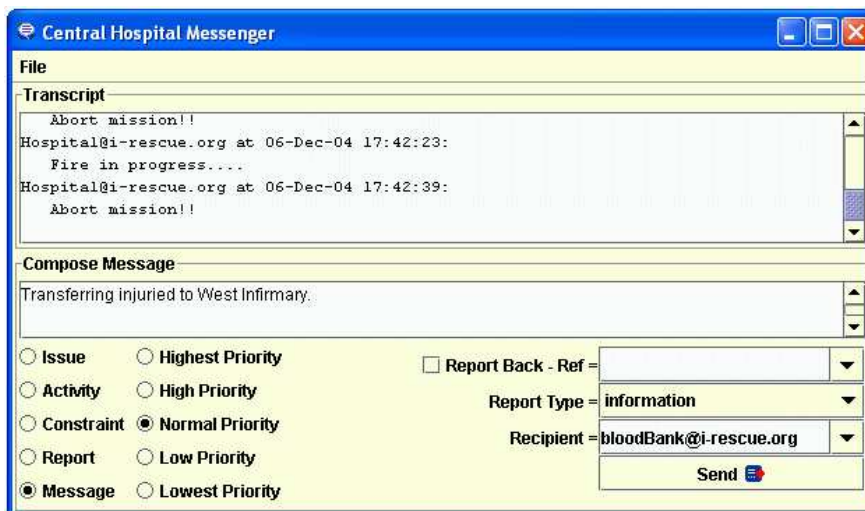 Central Hospital Messenger
File
Transcript
Abort mission!!
Hospital@i-rescue.org at 06-Dec-04 17:42:23:
Fire in progress....
Hospital@i-rescue.org at 06-Dec-04 17:42:39:
Abort mission!!
Compose Message
Transferring injuried to West Infirmary.
Issue Highest Priority Report Back - Ref =
Activity High Priority Report Type = information
Constraint Normal Priority Recipient = bloodBank@i-rescue.org
Report Low Priority Send
Message Lowest Priority